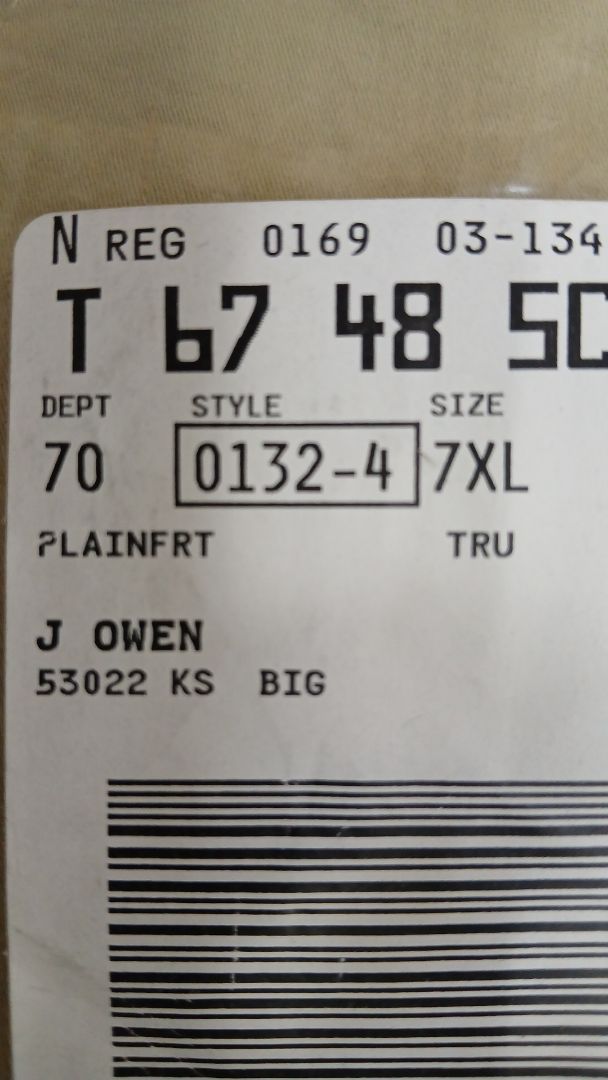 N REG 0169 03-134
T 67 48 5C
DEPT STYLE SIZE
70 0132-4 7XL
PLAINFRT TRU
J OWEN
53022 KS BIG